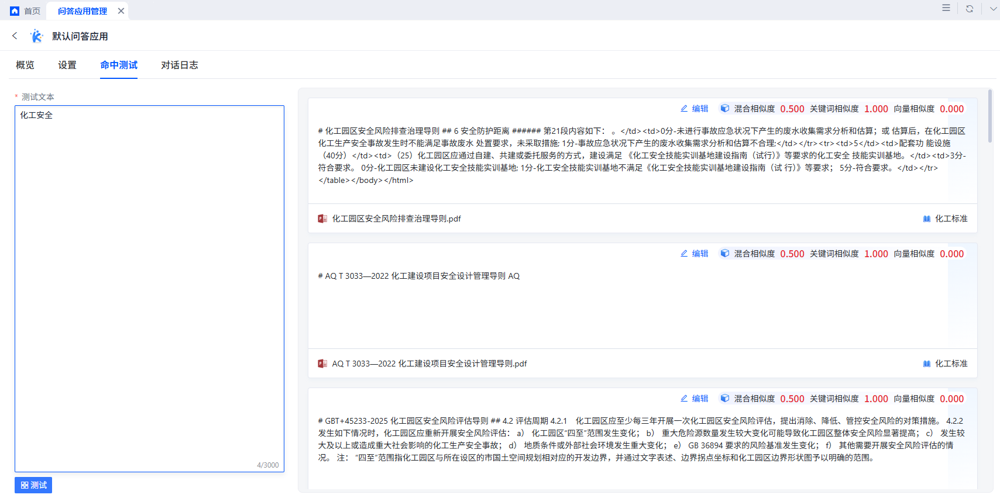 首页
问答应用管理
默认问答应用
概览
设置
命中测试
对话日志
* 测试文本
化工安全
4/3000
测试
编辑 混合相似度 0.500 关键词相似度 1.000 向量相似度 0.000
# 化工园区安全风险排查治理导则 ## 6 安全防护距离 ###### 第21段内容如下： 。</td><td>0分-未进行事故应急状况下产生的废水收集需求分析和估算；或 估算后，在化工园区
化工生产安全事故发生时不能满足事故废水 处置要求，未采取措施; 1分-事故应急状况下产生的废水收集需求分析和估算不合理;</td></tr><tr><td>5</td><td>配套功 能设施
（40分）</td><td>（25）化工园区应通过自建、共建或委托服务的方式，建设满足 《化工安全技能实训基地建设指南（试行）》等要求的化工安全 技能实训基地。</td><td>3分-
符合要求。 0分-化工园区未建设化工安全技能实训基地; 1分-化工安全技能实训基地不满足《化工安全技能实训基地建设指南（试 行）》等要求； 5分-符合要求。</td></tr>
</table></body></html>
化工园区安全风险排查治理导则.pdf
化工标准
编辑 混合相似度 0.500 关键词相似度 1.000 向量相似度 0.000
# AQ T 3033—2022 化工建设项目安全设计管理导则 AQ
AQ T 3033—2022 化工建设项目安全设计管理导则.pdf
化工标准
编辑 混合相似度 0.500 关键词相似度 1.000 向量相似度 0.000
# GBT+45233-2025 化工园区安全风险评估导则 ## 4.2 评估周期 4.2.1 化工园区应至少每三年开展一次化工园区安全风险评估，提出消除、降低、管控安全风险的对策措施。 4.2.2
发生如下情况时，化工园区应重新开展安全风险评估： a） 化工园区“四至”范围发生变化； b） 重大危险源数量发生较大变化可能导致化工园区整体安全风险显著提高； c） 发生较
大及以上或造成重大社会影响的化工生产安全事故； d） 地质条件或外部社会环境发生重大变化； e） GB 36894 要求的风险基准发生变化； f） 其他需要开展安全风险评估的情
况。 注： “四至”范围指化工园区与所在设区的市国土空间规划相对应的开发边界，并通过文字表述、边界拐点坐标和化工园区边界形状图予以明确的范围。